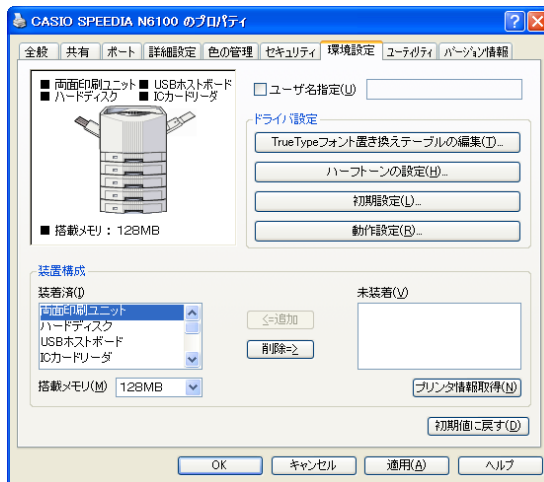 CASIO SPEEDIA N6100 のプロパティ
全般 共有 ポート 詳細設定 色の管理 セキュリティ 環境設定 ユーティリティ バージョン情報
■ 両面印刷ユニット ■ USBホストボード
■ ハードディスク ■ ICカードリーダ
■ 搭載メモリ : 128MB
ユーザ名指定(U)
ドライバ設定
TrueTypeフォント置き換えテーブルの編集(T)...
ハーフトーンの設定(H)...
初期設定(L)...
動作設定(R)...
装置構成
装着済(I)
両面印刷ユニット
ハードディスク
USBホストボード
ICカードリーダ
<=追加
削除=>
未装着(V)
搭載メモリ(M) 128MB
プリンタ情報取得(N)
初期値に戻す(D)
OK キャンセル 適用(A) ヘルプ